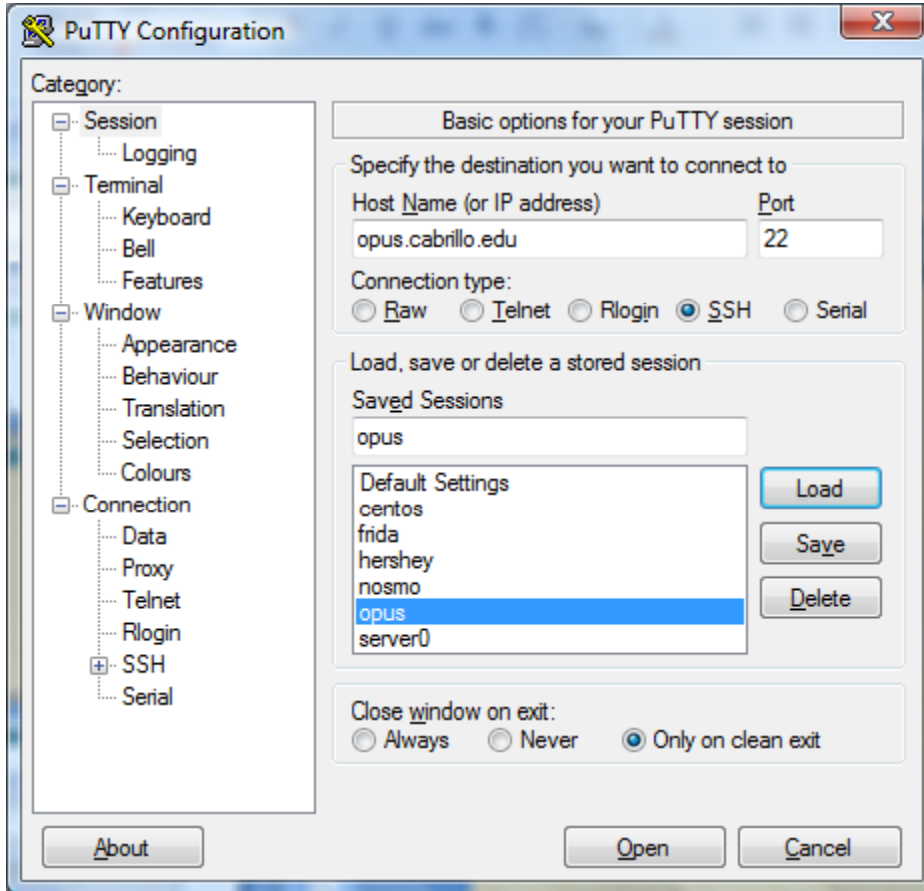 PuTTY Configuration
Category:
Session
Logging
Terminal
Keyboard
Bell
Features
Window
Appearance
Behaviour
Translation
Selection
Colours
Connection
Data
Proxy
Telnet
Rlogin
SSH
Serial
Basic options for your PuTTY session
Specify the destination you want to connect to
Host Name (or IP address) Port
opus.cabrillo.edu 22
Connection type:
Raw Telnet Rlogin SSH Serial
Load, save or delete a stored session
Saved Sessions
opus
Default Settings
centos
frida
hershey
nosmo
opus
server0
Load
Save
Delete
Close window on exit:
Always Never Only on clean exit
About Open Cancel